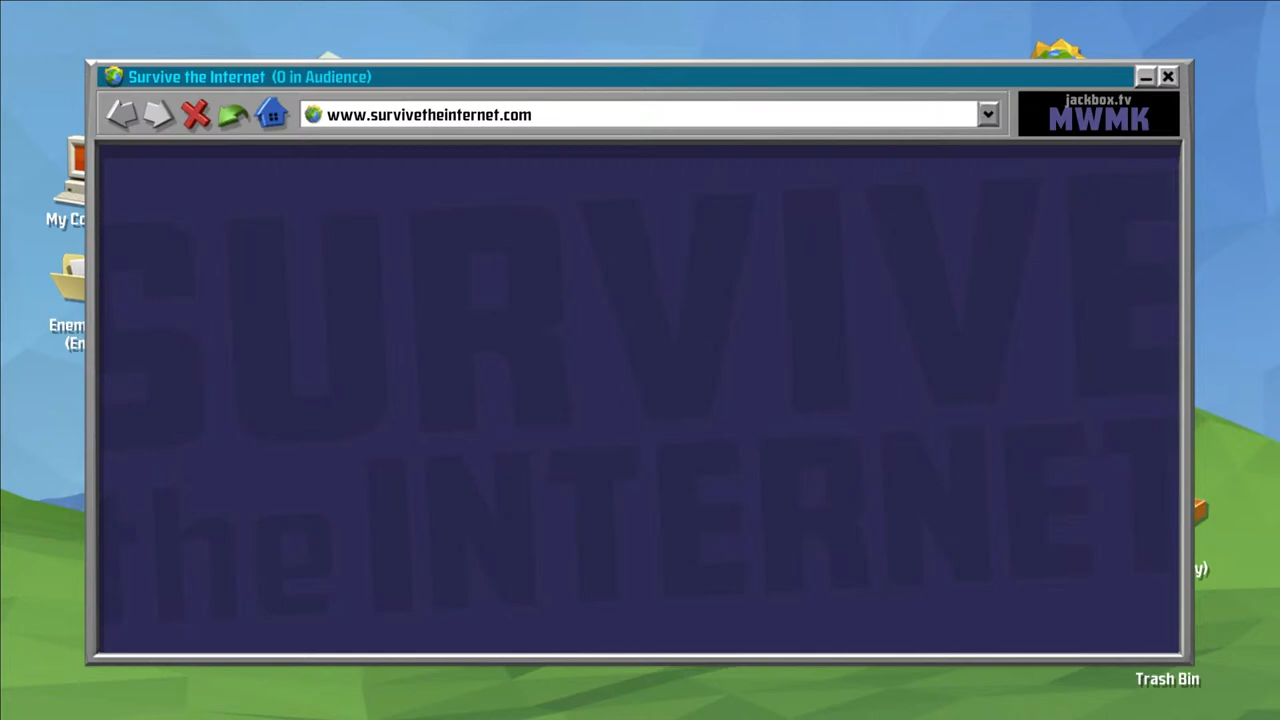 Survive the Internet (0 in Audience)
www.survivetheinternet.com
jackbox.tv
MWMK
My Co
Enem
(En
SURVIVE
the INTERNET
y)
Trash Bin